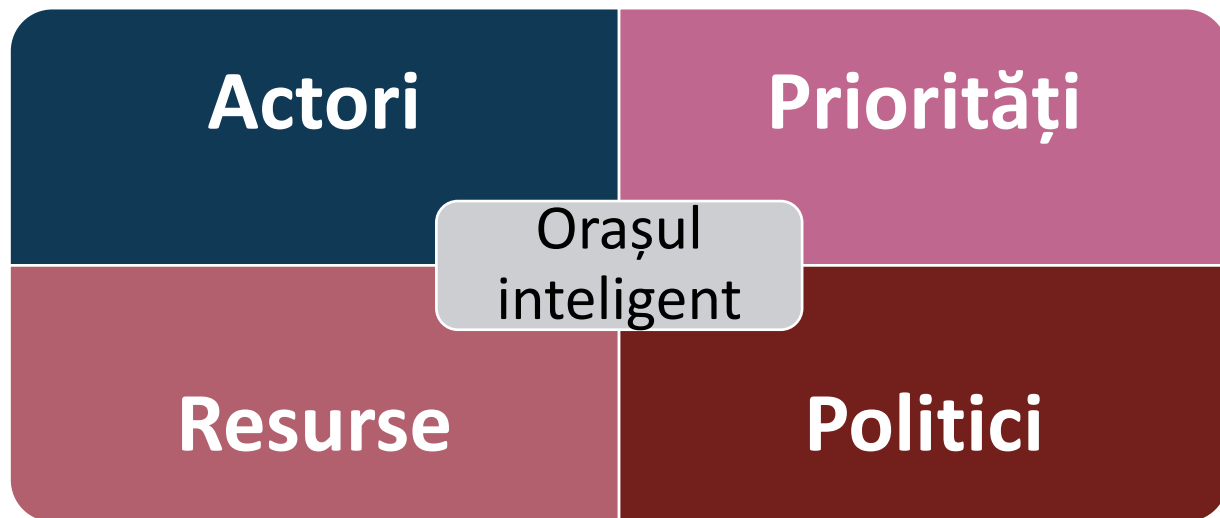 Actori
Priorități
Orașul
inteligent
Resurse
Politici